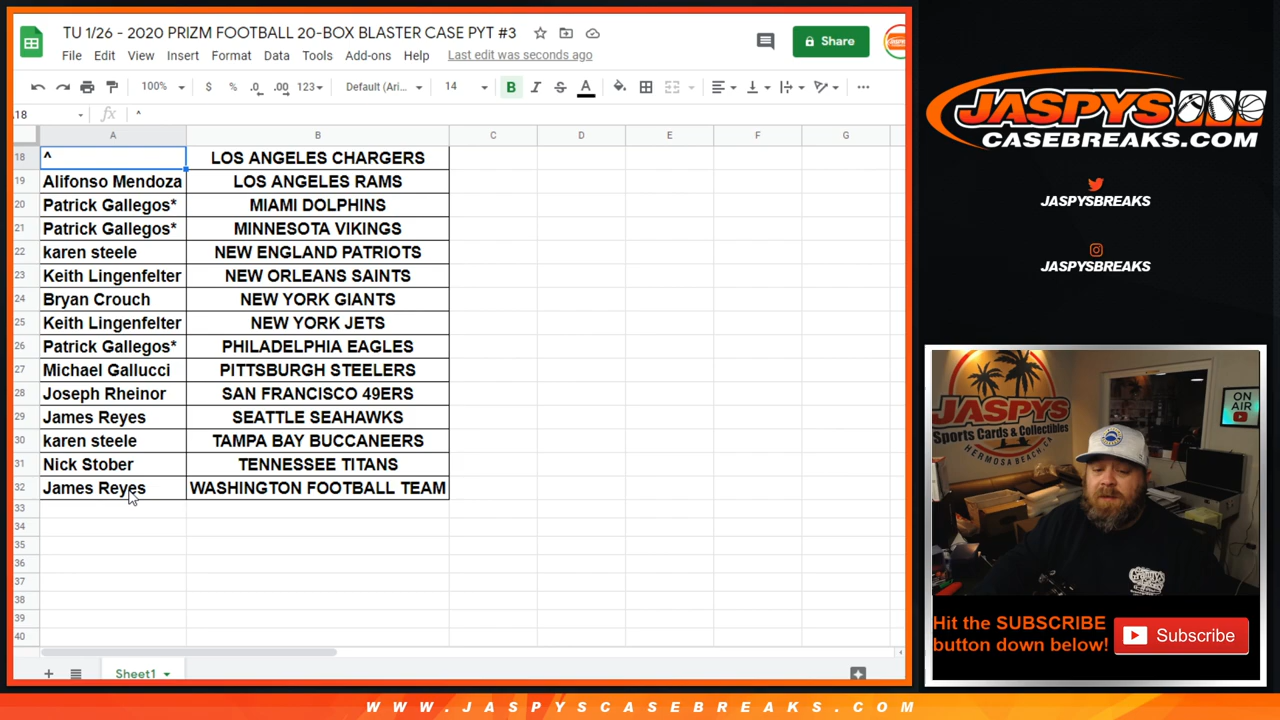 TU 1/26 - 2020 PRIZM FOOTBALL 20-BOX BLASTER CASE PYT #3
File Edit View Insert Format Data Tools Add-ons Help Last edit was seconds ago
Share
100% $ % .0 .00 123 Default (Ari... 14 B I S A
18 fx ^
A B C D E F G
18 ^ LOS ANGELES CHARGERS
19 Alifonso Mendoza LOS ANGELES RAMS
20 Patrick Gallegos* MIAMI DOLPHINS
21 Patrick Gallegos* MINNESOTA VIKINGS
22 karen steele NEW ENGLAND PATRIOTS
23 Keith Lingenfelter NEW ORLEANS SAINTS
24 Bryan Crouch NEW YORK GIANTS
25 Keith Lingenfelter NEW YORK JETS
26 Patrick Gallegos* PHILADELPHIA EAGLES
27 Michael Gallucci PITTSBURGH STEELERS
28 Joseph Rheinor SAN FRANCISCO 49ERS
29 James Reyes SEATTLE SEAHAWKS
30 karen steele TAMPA BAY BUCCANEERS
31 Nick Stober TENNESSEE TITANS
32 James Reyes WASHINGTON FOOTBALL TEAM
33
34
35
36
37
38
39
40
Sheet1
JASPYS
CASEBREAKS.COM
JASPYSBREAKS
JASPYSBREAKS
JASPYS
Sports Cards & Collectibles
HERMOSA BEACH, CA
ON AIR
Hit the SUBSCRIBE
button down below!
Subscribe
WWW.JASPYSCASEBREAKS.COM